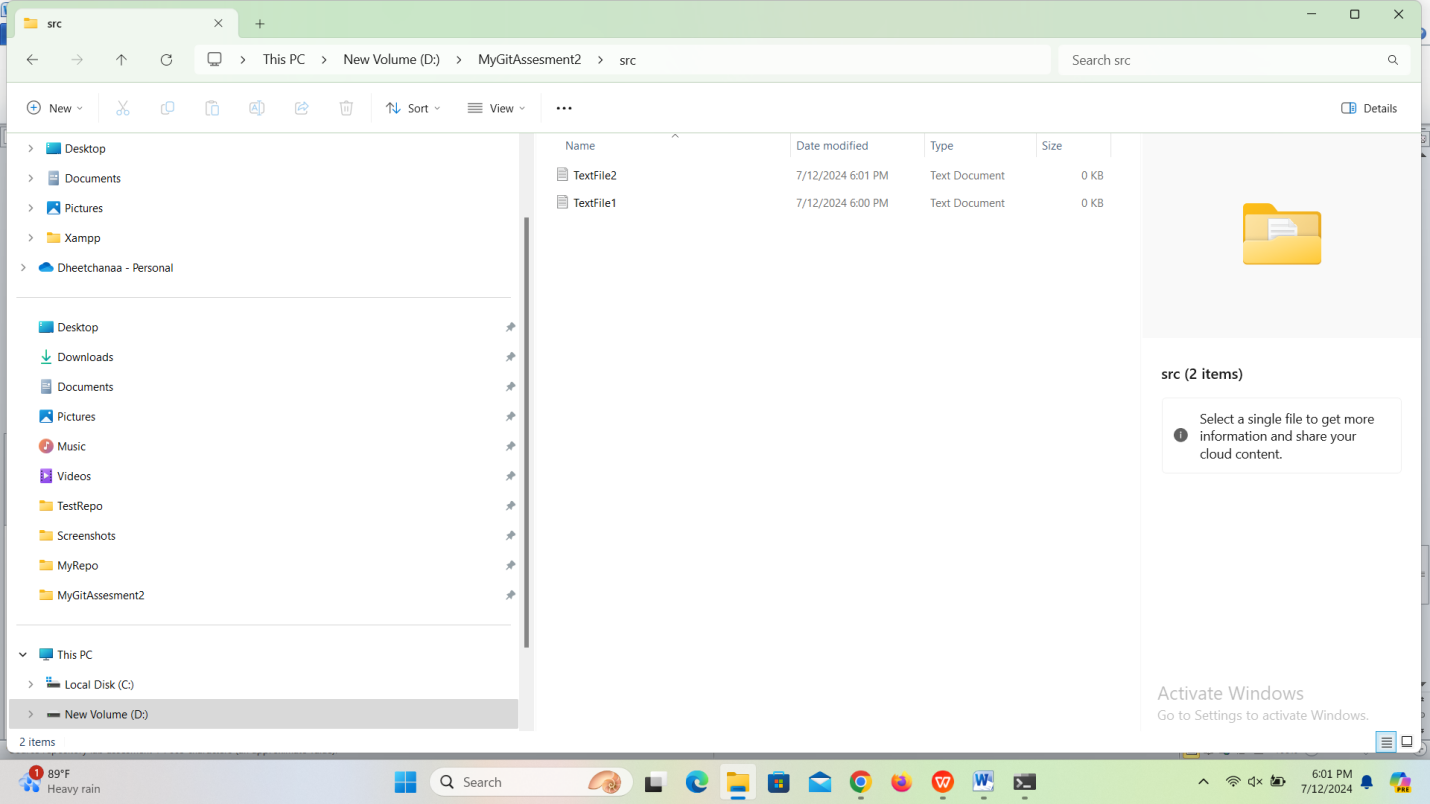 src
This PC > New Volume (D:) > MyGitAssesment2 > src
Search src
New
Sort
View
Details
Desktop
Documents
Pictures
Xampp
Dheetchanaa - Personal
Desktop
Downloads
Documents
Pictures
Music
Videos
TestRepo
Screenshots
MyRepo
MyGitAssesment2
This PC
Local Disk (C:)
New Volume (D:)
2 items
Name Date modified Type Size
TextFile2 7/12/2024 6:01 PM Text Document 0 KB
TextFile1 7/12/2024 6:00 PM Text Document 0 KB
src (2 items)
Select a single file to get more
information and share your
cloud content.
Activate Windows
Go to Settings to activate Windows.
1
89°F
Heavy rain
Search
6:01 PM
7/12/2024
PRE